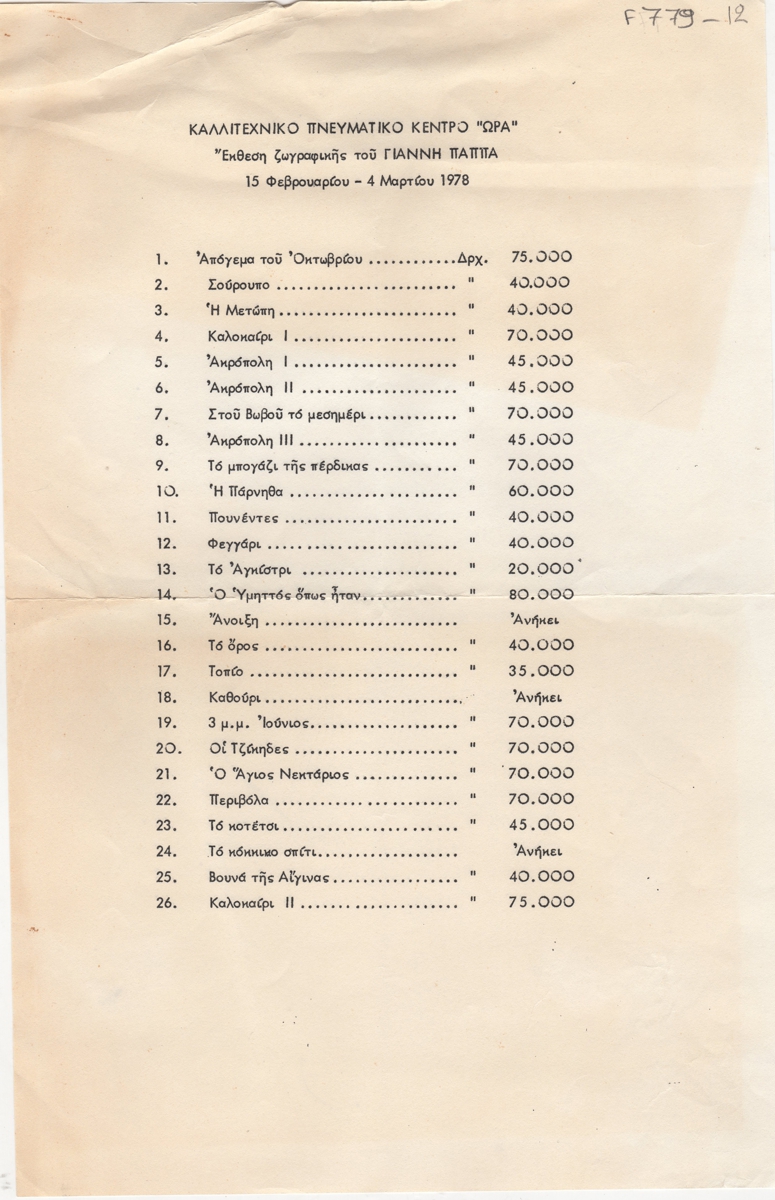 F 779-12
ΚΑΛΛΙΤΕΧΝΙΚΟ ΠΝΕΥΜΑΤΙΚΟ ΚΕΝΤΡΟ "ΩΡΑ"
Ἔκθεση ζωγραφικῆς τοῦ ΓΙΑΝΝΗ ΠΑΠΠΑ
15 Φεβρουαρίου - 4 Μαρτίου 1978
1. Ἀπόγεμα τοῦ Ὀκτωβρίου ............ Δρχ. 75.000
2. Σούρουπο ......................... " 40.000
3. Ἡ Μετώπη ......................... " 40.000
4. Καλοκαίρι I ....................... " 70.000
5. Ἀκρόπολη I ....................... " 45.000
6. Ἀκρόπολη II ...................... " 45.000
7. Στοῦ Βωβοῦ τό μεσημέρι ............ " 70.000
8. Ἀκρόπολη III ...................... " 45.000
9. Τό μπογάζι τῆς πέρδικας ........... " 70.000
10. Ἡ Πάρνηθα ....................... " 60.000
11. Πουνέντες ........................ " 40.000
12. Φεγγάρι .......................... " 40.000
13. Τό Ἀγκίστρι ...................... " 20.000
14. Ὁ Ὑμηττός ὅπως ἦταν ............. " 80.000
15. Ἄνοιξη .......................... Ἀνήκει
16. Τό ὄρος .......................... " 40.000
17. Τοπίο ............................ " 35.000
18. Καθούρι .......................... Ἀνήκει
19. 3 μ.μ. Ἰούνιος .................... " 70.000
20. Οἱ Τζίκηδες ...................... " 70.000
21. Ὁ Ἅγιος Νεκτάριος ............... " 70.000
22. Περιβόλα ......................... " 70.000
23. Τό κοτέτσι ........................ " 45.000
24. Τό κόκκινο σπίτι .................. Ἀνήκει
25. Βουνά τῆς Αἴγινας ................. " 40.000
26. Καλοκαίρι II ...................... " 75.000